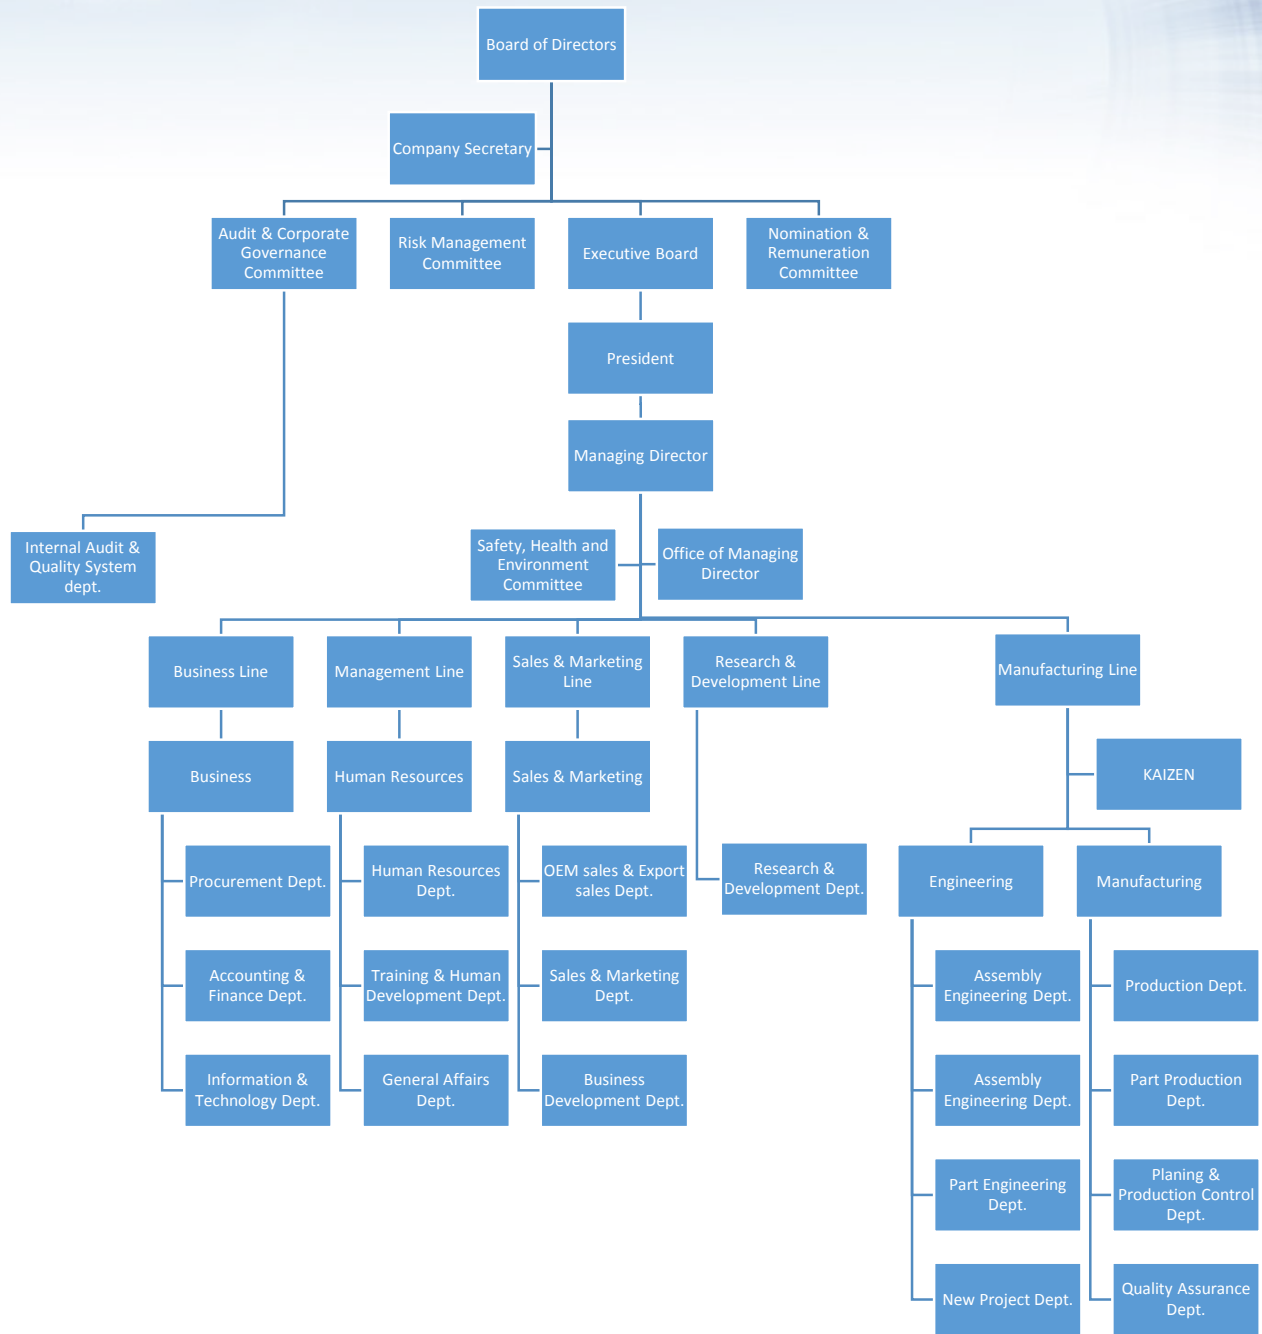 Board of Directors
Company Secretary
Audit & Corporate
Governance
Committee
Risk Management
Committee
Executive Board
Nomination &
Remuneration
Committee
President
Managing Director
Internal Audit &
Quality System
dept.
Safety, Health and
Environment
Committee
Office of Managing
Director
Business Line
Management Line
Sales & Marketing
Line
Research &
Development Line
Manufacturing Line
Business
Human Resources
Sales & Marketing
KAIZEN
Procurement Dept.
Human Resources
Dept.
OEM sales & Export
sales Dept.
Research &
Development Dept.
Engineering
Manufacturing
Accounting &
Finance Dept.
Training & Human
Development Dept.
Sales & Marketing
Dept.
Assembly
Engineering Dept.
Production Dept.
Information &
Technology Dept.
General Affairs
Dept.
Business
Development Dept.
Assembly
Engineering Dept.
Part Production
Dept.
Part Engineering
Dept.
Planing &
Production Control
Dept.
New Project Dept.
Quality Assurance
Dept.